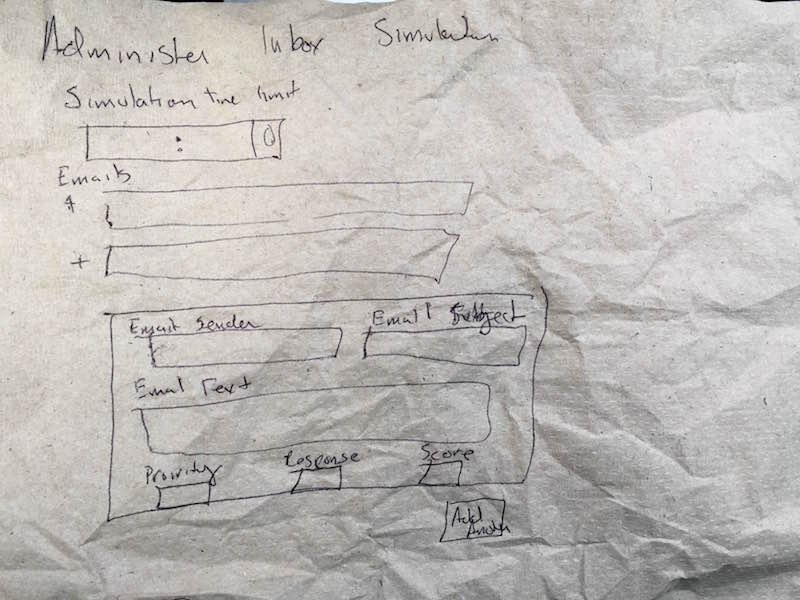 Administer Inbox Simulation
Simulation time limit
:
Emails
+
Email Sender
Email Subject
Email Text
Priority
Response
Score
Add
Another